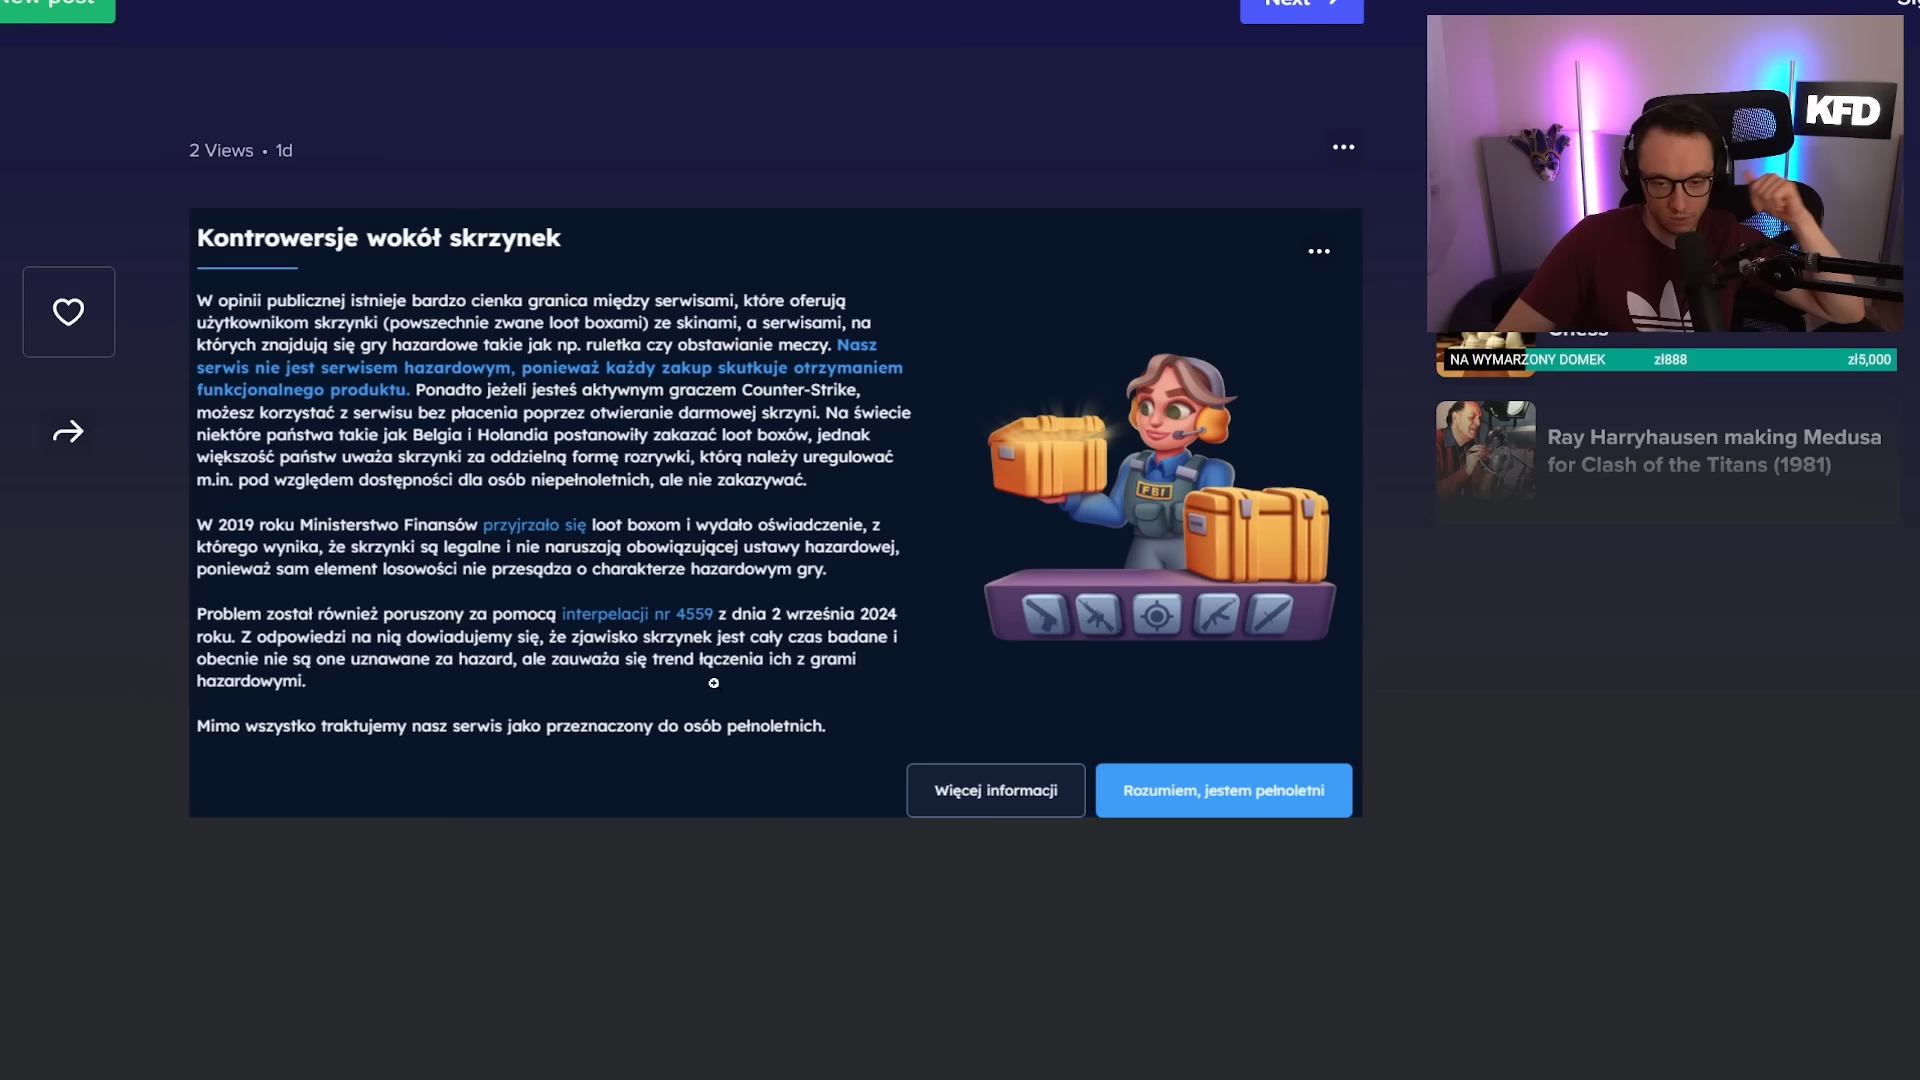 New post
Next
KFD
2 Views • 1d
Kontrowersje wokół skrzynek
W opinii publicznej istnieje bardzo cienka granica między serwisami, które oferują
użytkownikom skrzynki (powszechnie zwane loot boxami) ze skinami, a serwisami, na
których znajdują się gry hazardowe takie jak np. ruletka czy obstawianie meczy. Nasz
serwis nie jest serwisem hazardowym, ponieważ każdy zakup skutkuje otrzymaniem
funkcjonalnego produktu. Ponadto jeżeli jesteś aktywnym graczem Counter-Strike,
możesz korzystać z serwisu bez płacenia poprzez otwieranie darmowej skrzyni. Na świecie
niektóre państwa takie jak Belgia i Holandia postanowiły zakazać loot boxów, jednak
większość państw uważa skrzynki za oddzielną formę rozrywki, którą należy uregulować
m.in. pod względem dostępności dla osób niepełnoletnich, ale nie zakazywać.
W 2019 roku Ministerstwo Finansów przyjrzało się loot boxom i wydało oświadczenie, z
którego wynika, że skrzynki są legalne i nie naruszają obowiązującej ustawy hazardowej,
ponieważ sam element losowości nie przesądza o charakterze hazardowym gry.
Problem został również poruszony za pomocą interpelacji nr 4559 z dnia 2 września 2024
roku. Z odpowiedzi na nią dowiadujemy się, że zjawisko skrzynek jest cały czas badane i
obecnie nie są one uznawane za hazard, ale zauważa się trend łączenia ich z grami
hazardowymi.
Mimo wszystko traktujemy nasz serwis jako przeznaczony do osób pełnoletnich.
FBI
Więcej informacji
Rozumiem, jestem pełnoletni
Chess
NA WYMARZONY DOMEK zł888 zł5,000
Ray Harryhausen making Medusa
for Clash of the Titans (1981)